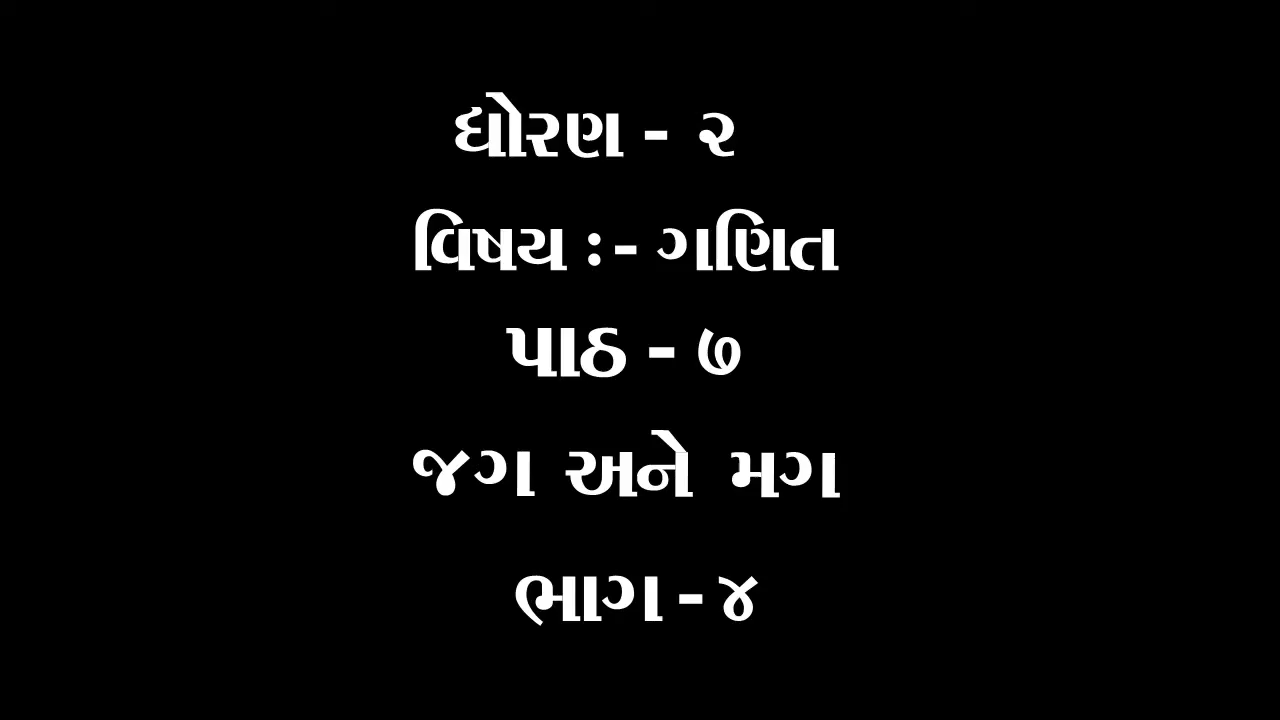 ધોરણ - ૨
વિષય :- ગણિત
પાઠ - ૭
જગ અને મગ
ભાગ - ૪